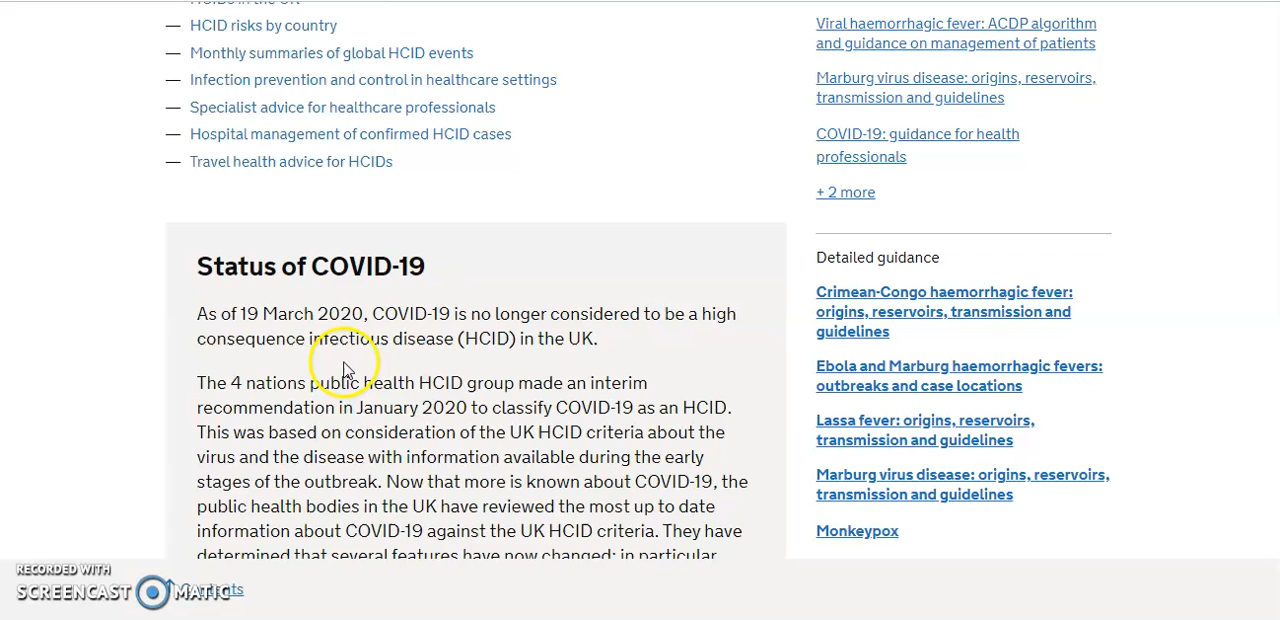 — HCID risks by country
— Monthly summaries of global HCID events
— Infection prevention and control in healthcare settings
— Specialist advice for healthcare professionals
— Hospital management of confirmed HCID cases
— Travel health advice for HCIDs
Status of COVID-19
As of 19 March 2020, COVID-19 is no longer considered to be a high
consequence infectious disease (HCID) in the UK.
The 4 nations public health HCID group made an interim
recommendation in January 2020 to classify COVID-19 as an HCID.
This was based on consideration of the UK HCID criteria about the
virus and the disease with information available during the early
stages of the outbreak. Now that more is known about COVID-19, the
public health bodies in the UK have reviewed the most up to date
information about COVID-19 against the UK HCID criteria. They have
determined that several features have now changed; in particular,
Viral haemorrhagic fever: ACDP algorithm
and guidance on management of patients
Marburg virus disease: origins, reservoirs,
transmission and guidelines
COVID-19: guidance for health
professionals
+ 2 more
Detailed guidance
Crimean-Congo haemorrhagic fever:
origins, reservoirs, transmission and
guidelines
Ebola and Marburg haemorrhagic fevers:
outbreaks and case locations
Lassa fever: origins, reservoirs,
transmission and guidelines
Marburg virus disease: origins, reservoirs,
transmission and guidelines
Monkeypox
RECORDED WITH
SCREENCAST MATIC
Contents